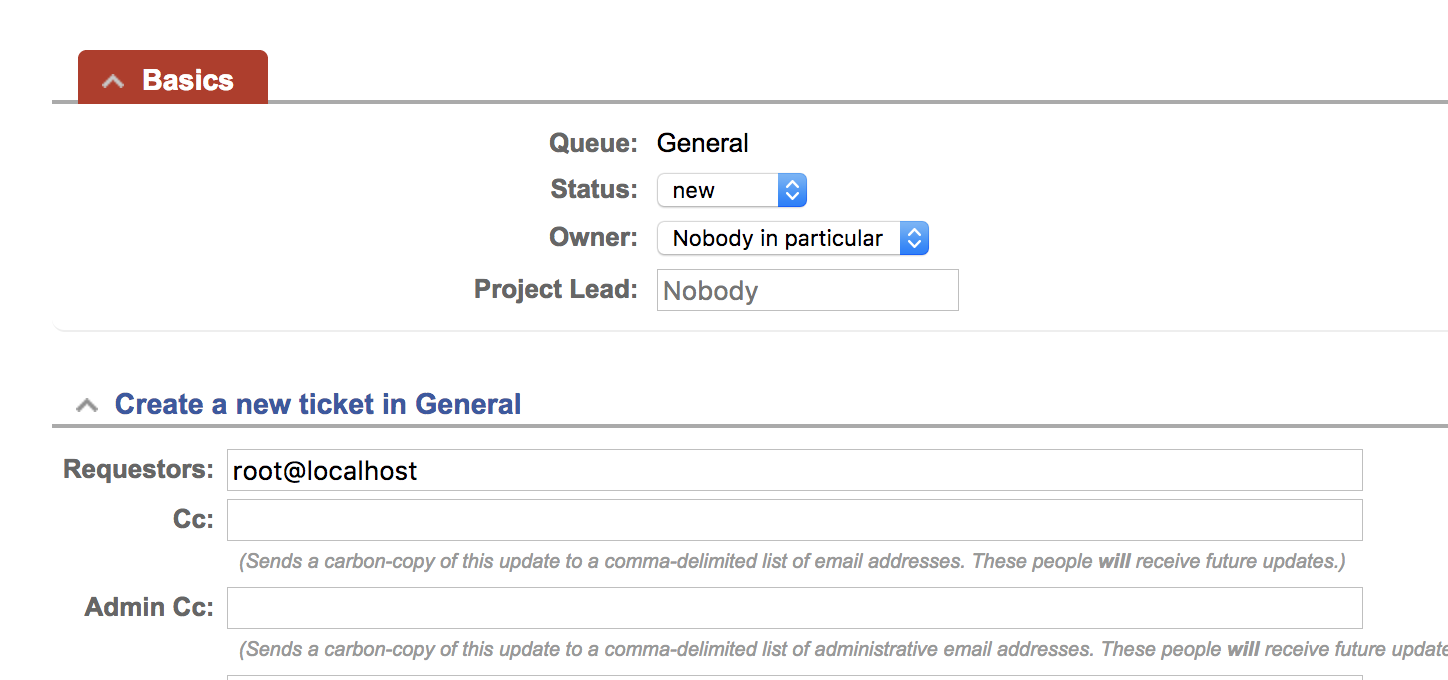 Basics
Queue: General
Status: new
Owner: Nobody in particular
Project Lead: Nobody
Create a new ticket in General
Requestors: root@localhost
Cc:
(Sends a carbon-copy of this update to a comma-delimited list of email addresses. These people will receive future updates.)
Admin Cc:
(Sends a carbon-copy of this update to a comma-delimited list of administrative email addresses. These people will receive future update